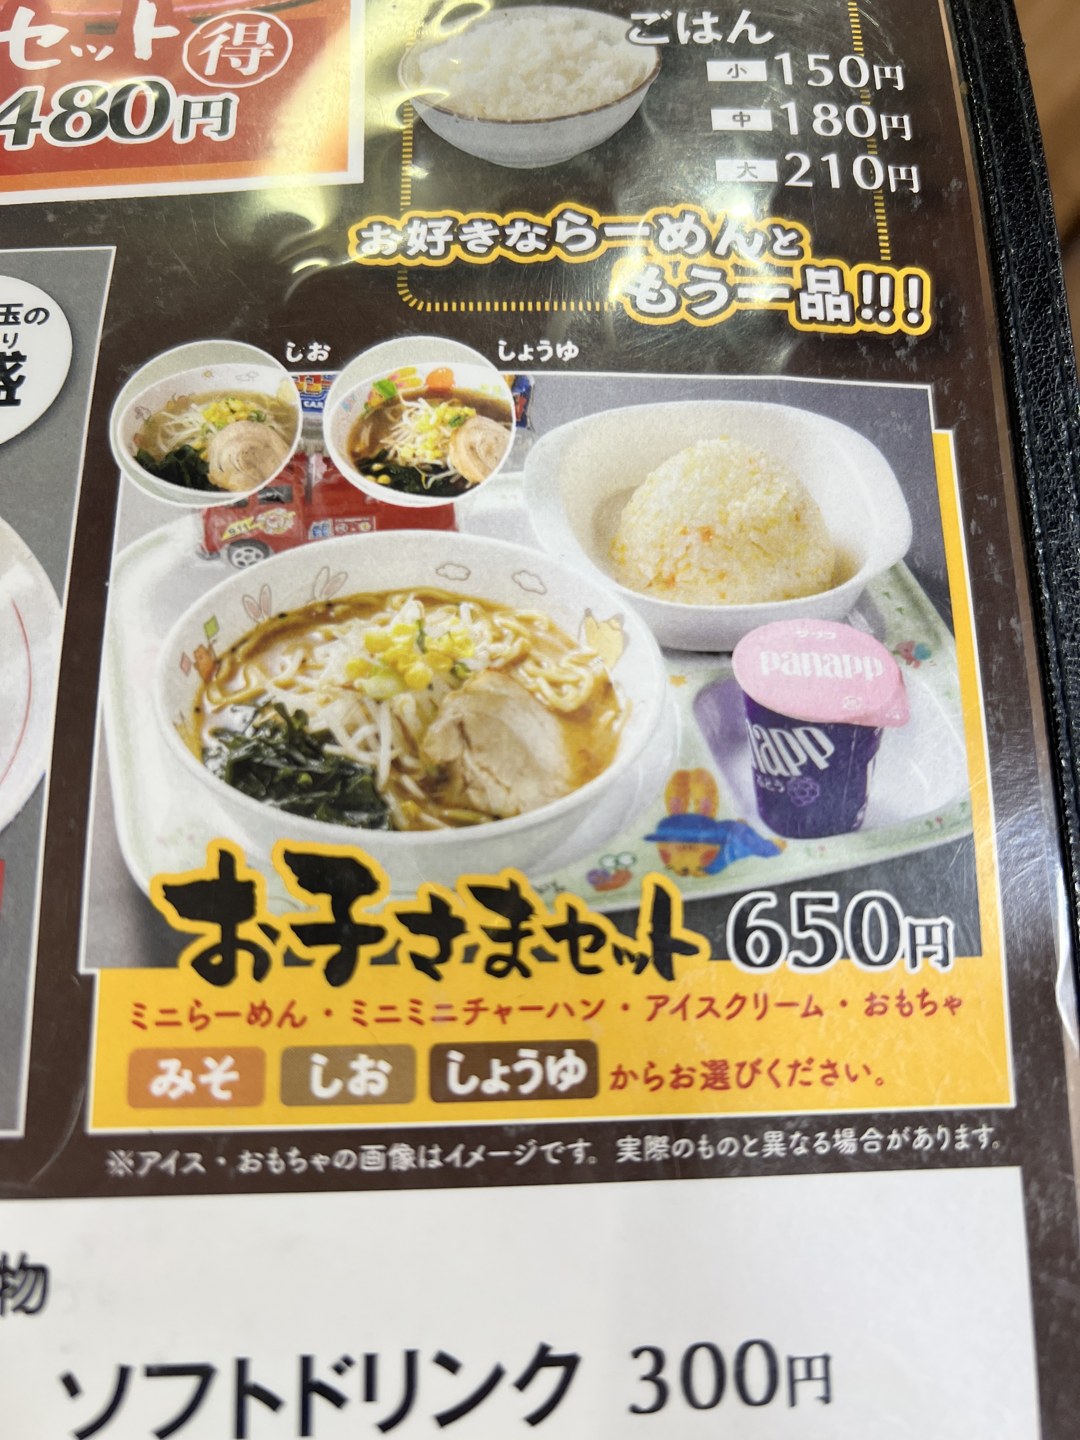 セット 得
480円
ごはん
小 150円
中 180円
大 210円
お好きならーめんと
もう一品!!!
玉の
り
盛
しお
しょうゆ
グリコ
panapp
お子さまセット 650円
ミニらーめん・ミニミニチャーハン・アイスクリーム・おもちゃ
みそ しお しょうゆ からお選びください。
※アイス・おもちゃの画像はイメージです。実際のものと異なる場合があります。
物
ソフトドリンク 300円